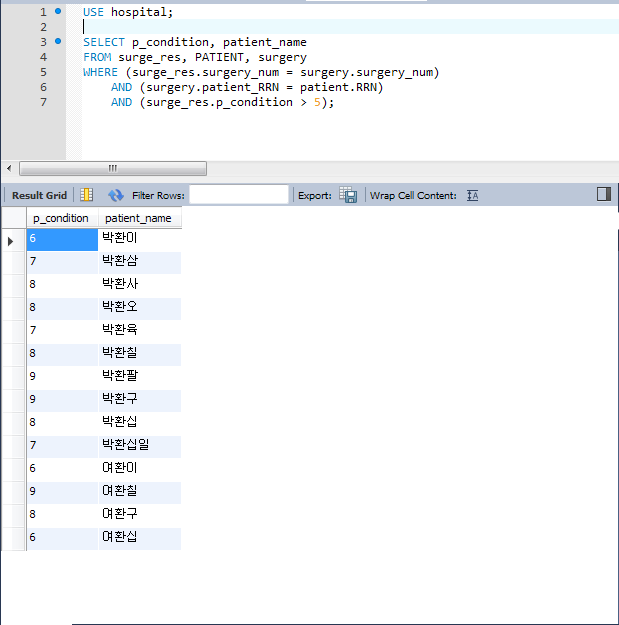 1 USE hospital;
2
3 SELECT p_condition, patient_name
4 FROM surge_res, PATIENT, surgery
5 WHERE (surge_res.surgery_num = surgery.surgery_num)
6 AND (surgery.patient_RRN = patient.RRN)
7 AND (surge_res.p_condition > 5);
Result Grid Filter Rows: Export: Wrap Cell Content: IA
p_condition patient_name
6 박환이
7 박환삼
8 박환사
8 박환오
7 박환육
8 박환칠
9 박환팔
9 박환구
8 박환십
7 박환십일
6 여환이
9 여환칠
8 여환구
6 여환십